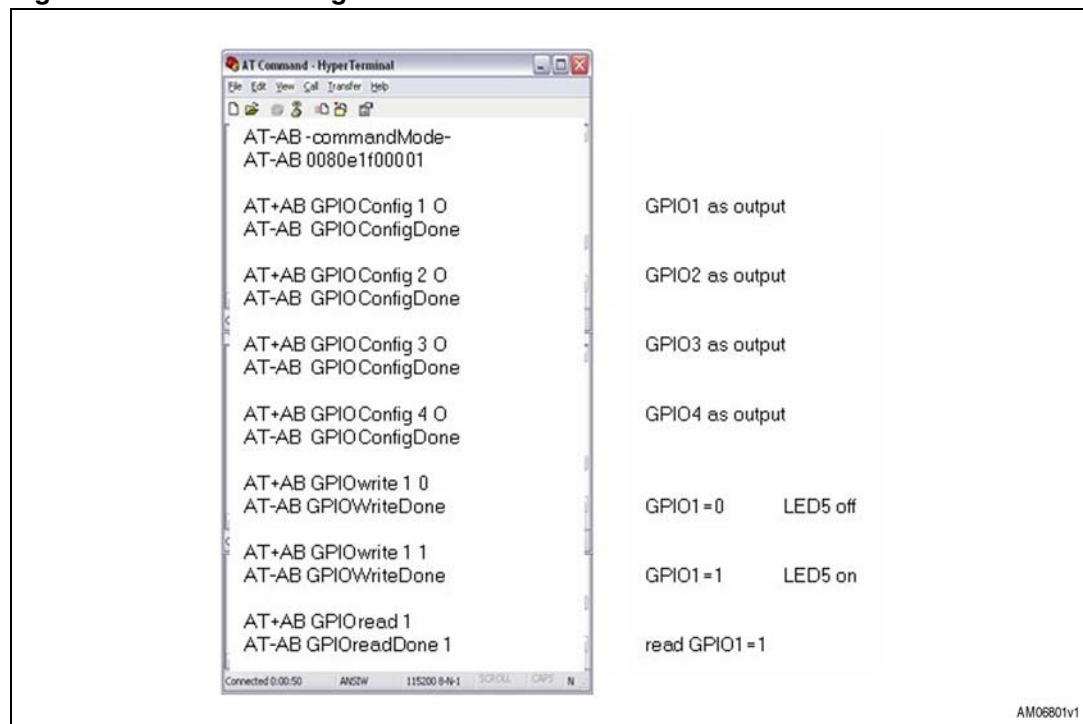 AT Command - HyperTerminal
File Edit View Call Transfer Help
AT-AB -commandMode-
AT-AB 0080e1f00001
AT+AB GPIOConfig 1 O
GPIO1 as output
AT-AB GPIOConfigDone
AT+AB GPIOConfig 2 O
GPIO2 as output
AT-AB GPIOConfigDone
AT+AB GPIOConfig 3 O
GPIO3 as output
AT-AB GPIOConfigDone
AT+AB GPIOConfig 4 O
GPIO4 as output
AT-AB GPIOConfigDone
AT+AB GPIOwrite 1 0
AT-AB GPIOWriteDone
GPIO1=0 LED5 off
AT+AB GPIOwrite 1 1
AT-AB GPIOWriteDone
GPIO1=1 LED5 on
AT+AB GPIOread 1
AT-AB GPIOreadDone 1
read GPIO1=1
Connected 0:00:50 ANSIW 115200 8-N-1 SCROLL CAPS N
AM06801v1